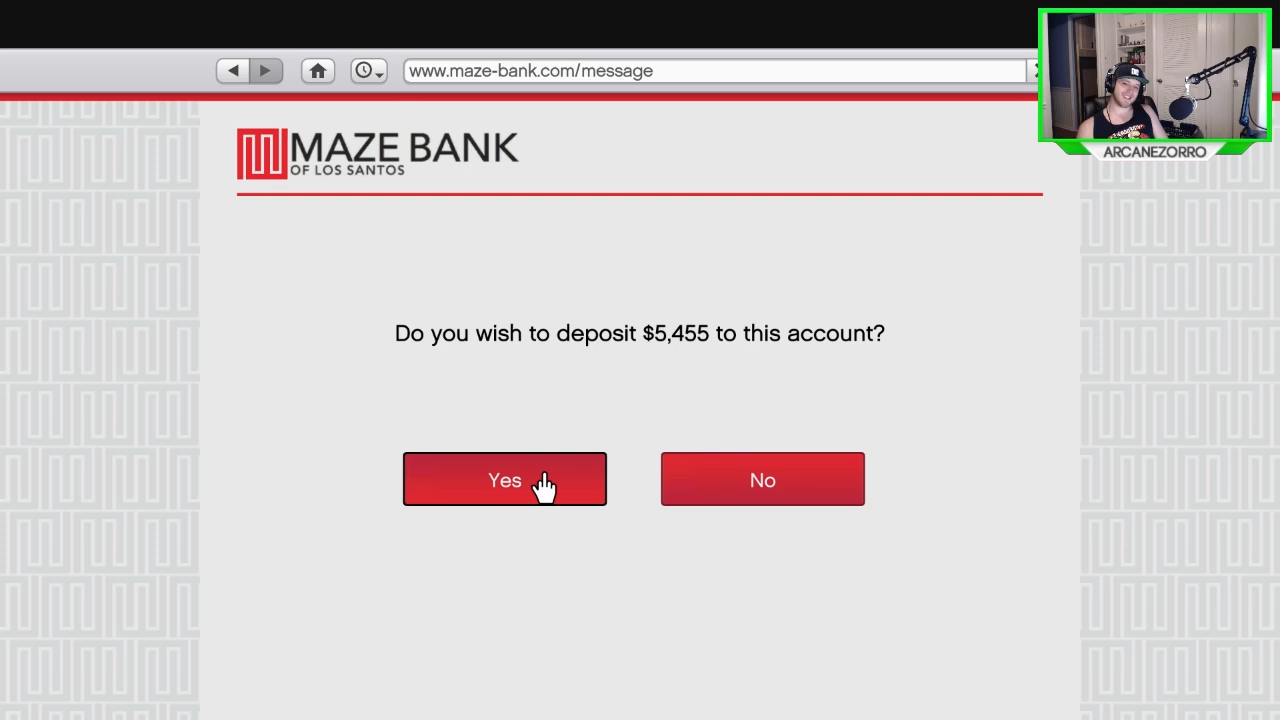 www.maze-bank.com/message
ARCANEZORRO
MAZE BANK
OF LOS SANTOS
Do you wish to deposit $5,455 to this account?
Yes
No